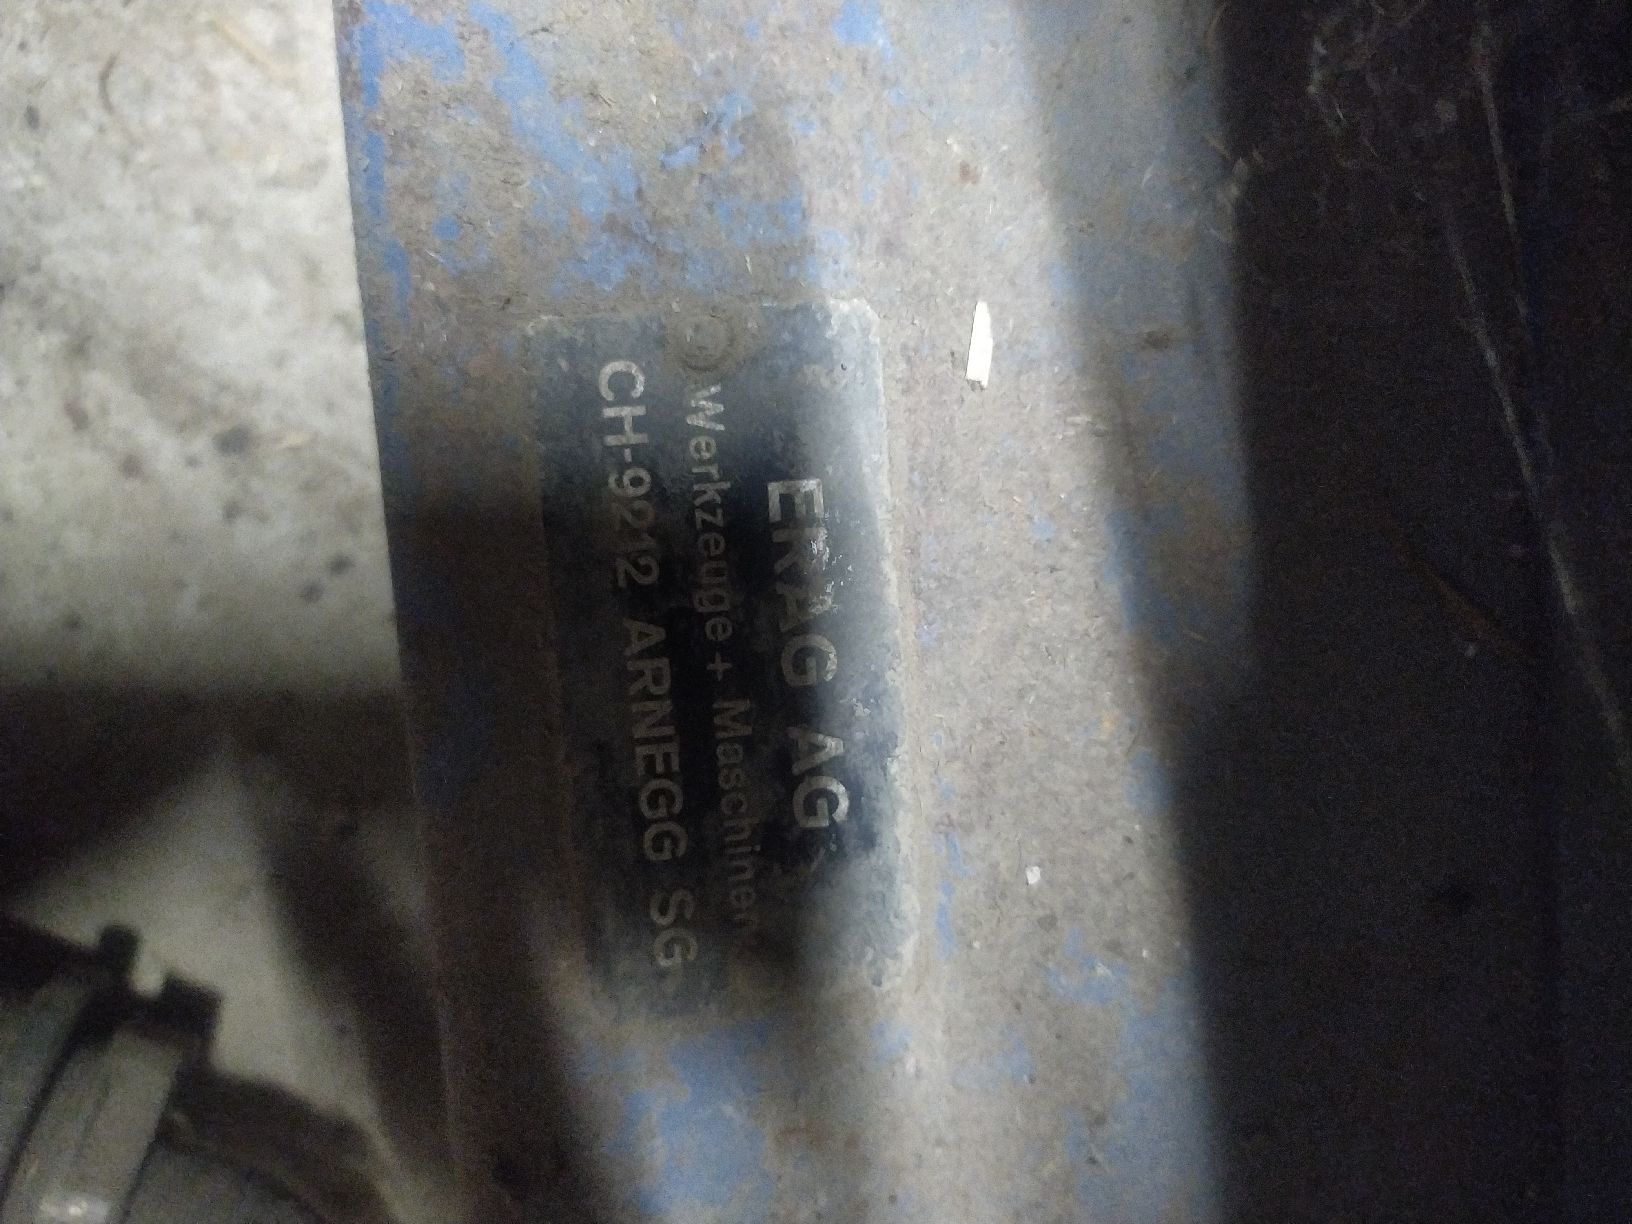 ERAG AG
Werkzeuge + Maschinen
CH-9212 ARNEGG SG